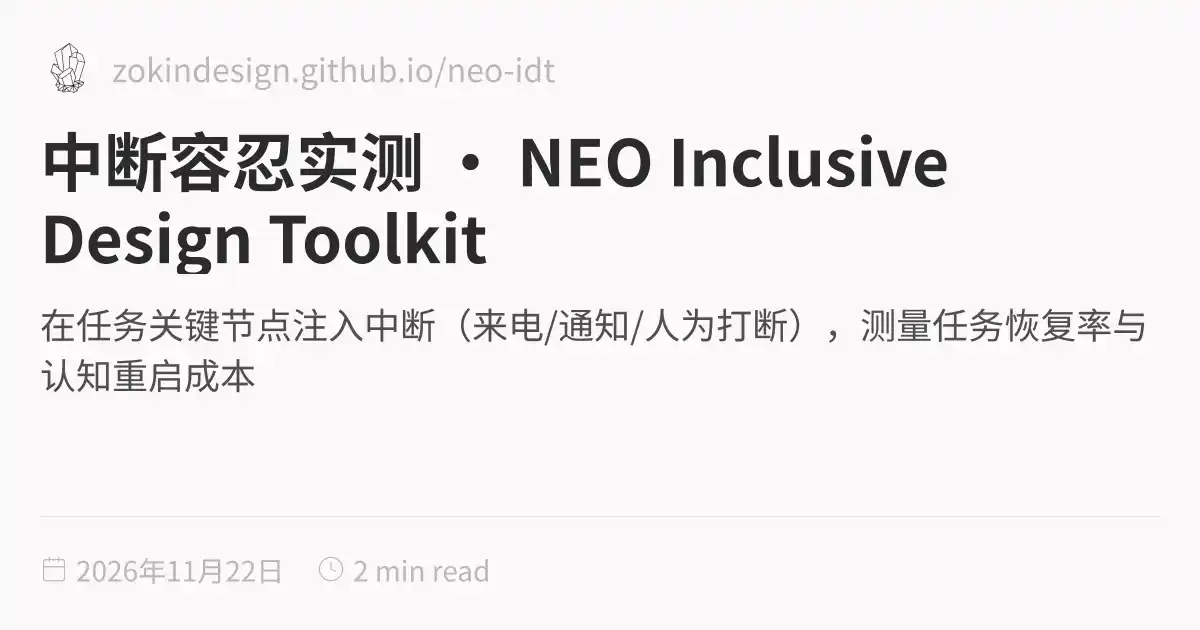 zokindesign.github.io/neo-idt
中断容忍实测 · NEO Inclusive
Design Toolkit
在任务关键节点注入中断（来电/通知/人为打断），测量任务恢复率与
认知重启成本
2026年11月22日
2 min read